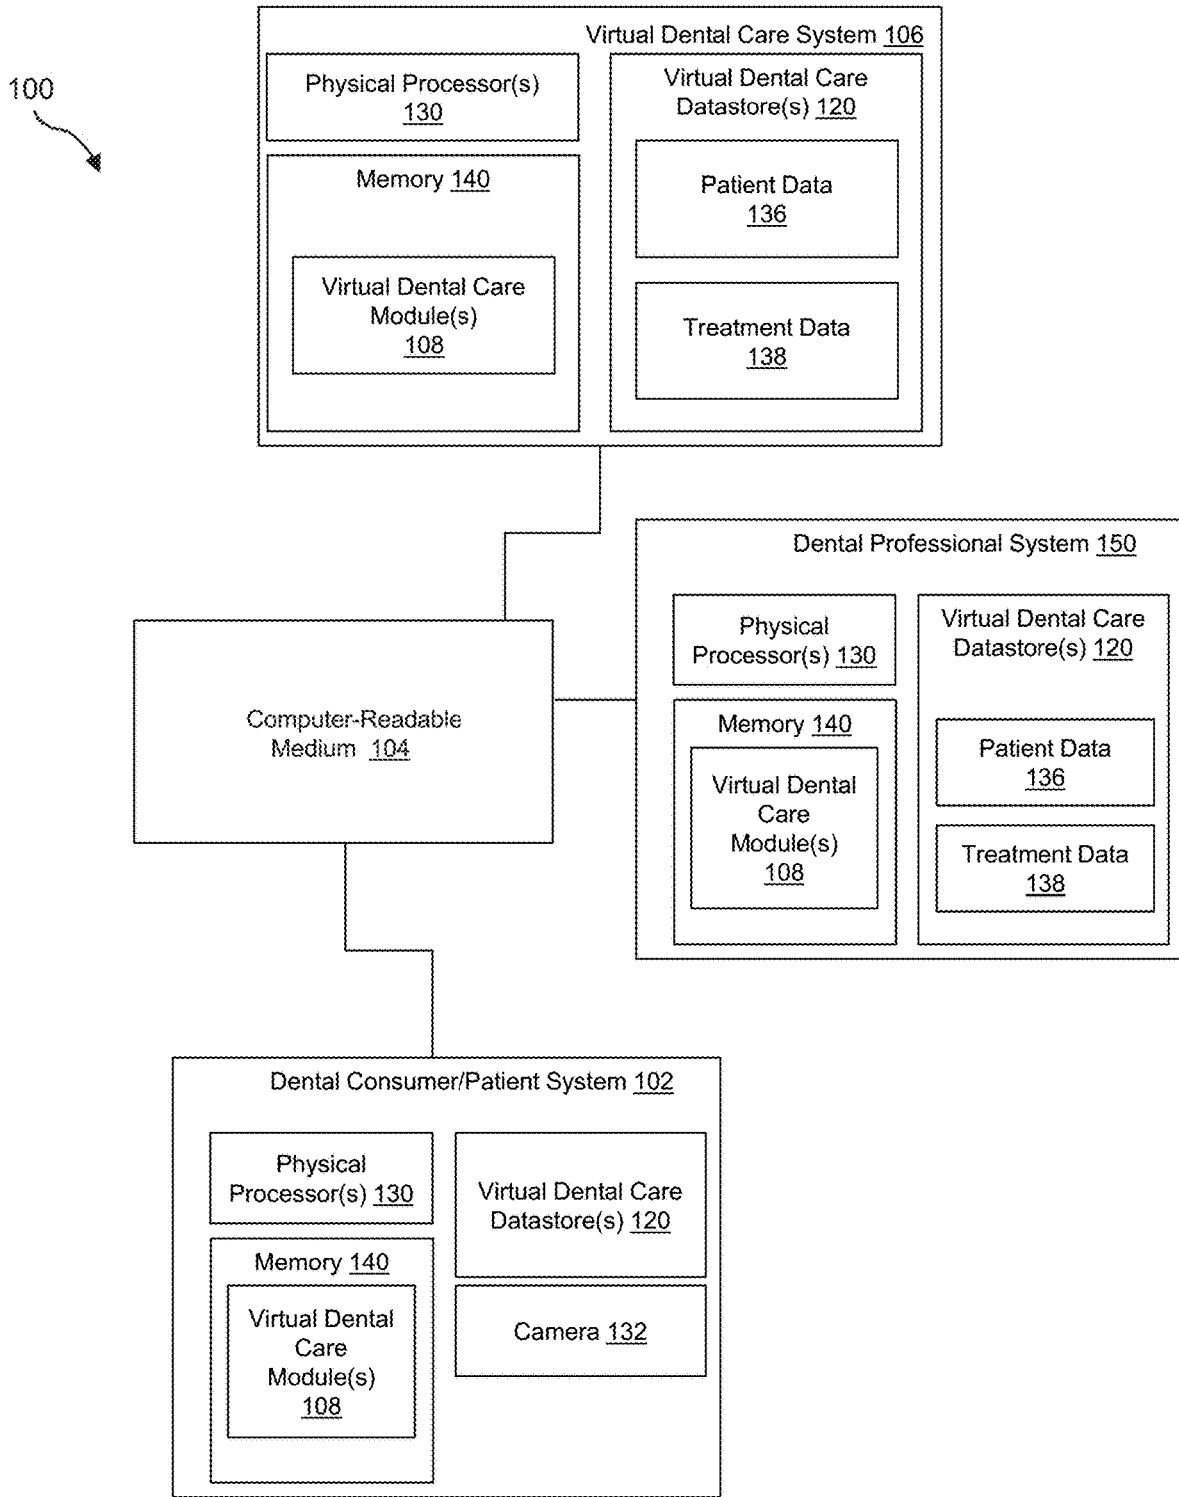 100
Virtual Dental Care System 106
Physical Processor(s)
130
Memory 140
Virtual Dental Care
Module(s)
108
Virtual Dental Care
Datastore(s) 120
Patient Data
136
Treatment Data
138
Computer-Readable
Medium 104
Dental Professional System 150
Physical
Processor(s) 130
Memory 140
Virtual Dental
Care
Module(s)
108
Virtual Dental Care
Datastore(s) 120
Patient Data
136
Treatment Data
138
Dental Consumer/Patient System 102
Physical
Processor(s) 130
Memory 140
Virtual Dental
Care
Module(s)
108
Virtual Dental Care
Datastore(s) 120
Camera 132